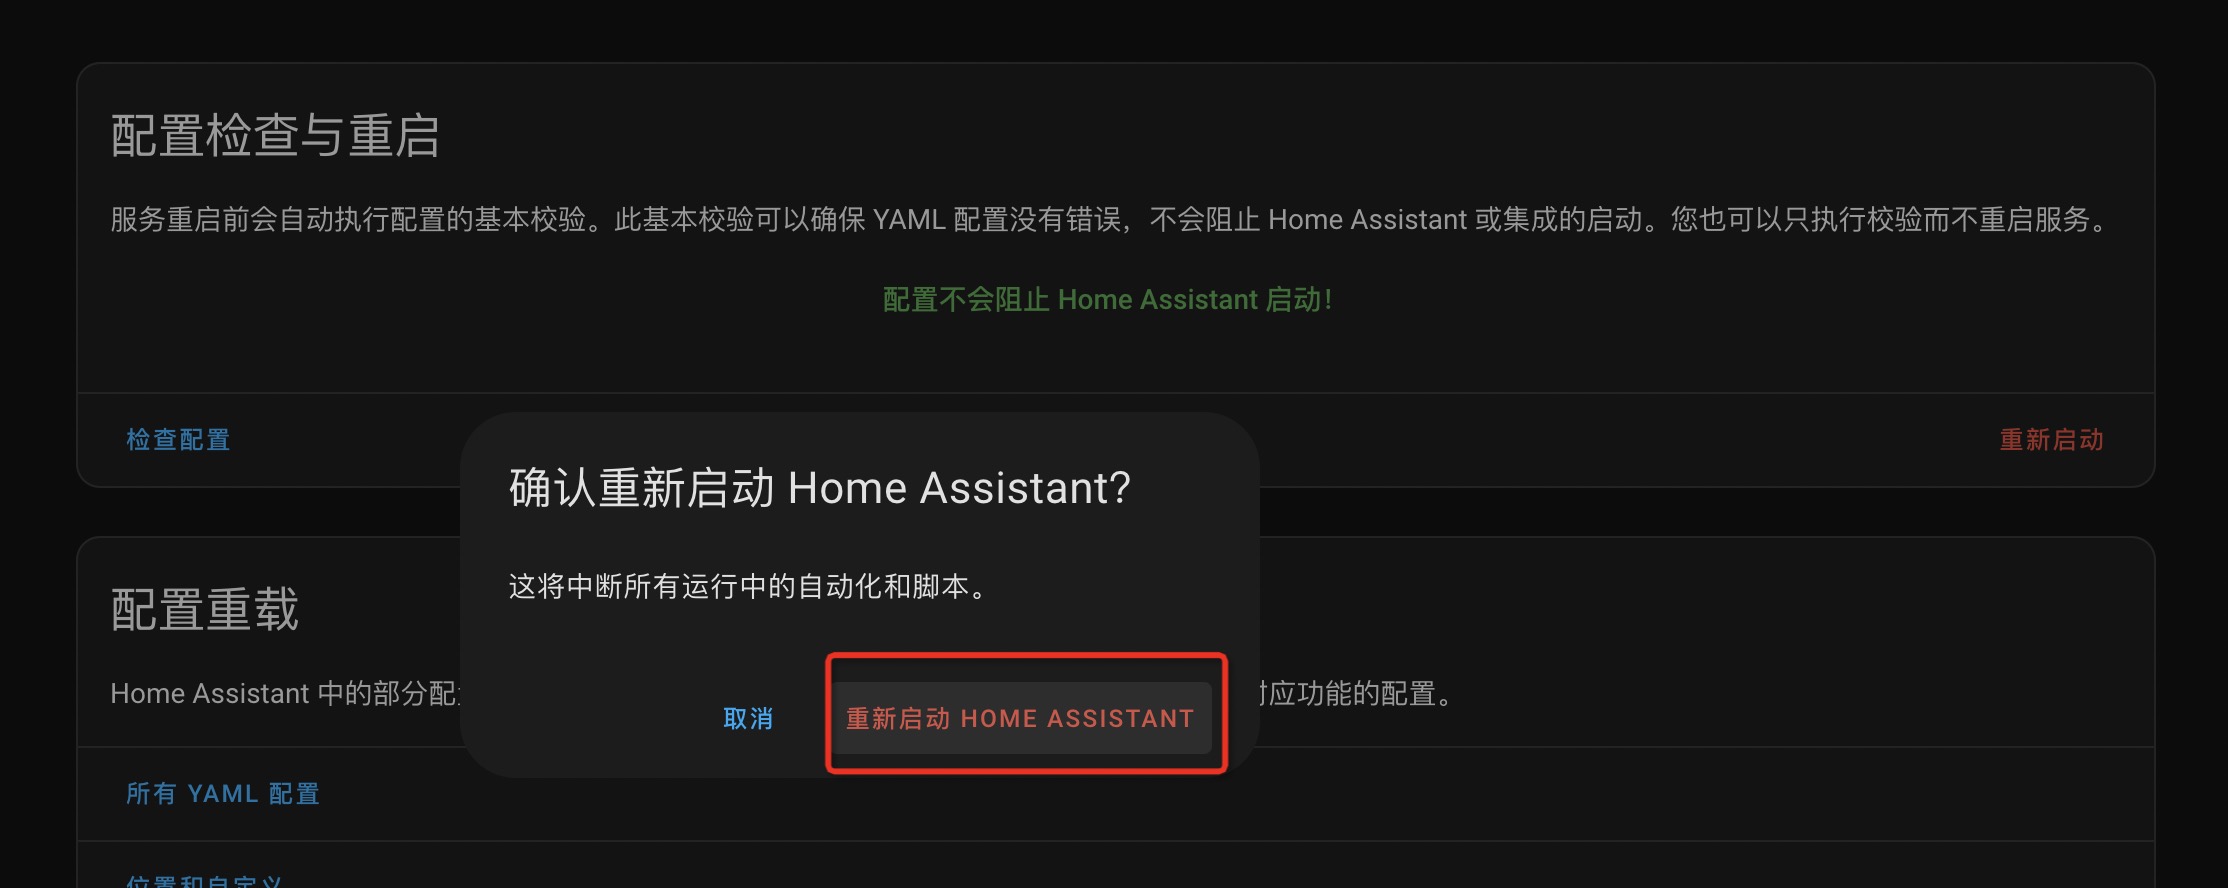 配置检查与重启
服务重启前会自动执行配置的基本校验。此基本校验可以确保 YAML 配置没有错误，不会阻止 Home Assistant 或集成的启动。您也可以只执行校验而不重启服务。
配置不会阻止 Home Assistant 启动！
检查配置
重新启动
确认重新启动 Home Assistant?
这将中断所有运行中的自动化和脚本。
取消
重新启动 HOME ASSISTANT
配置重载
Home Assistant 中的部分配
应功能的配置。
所有 YAML 配置
位置和自定义